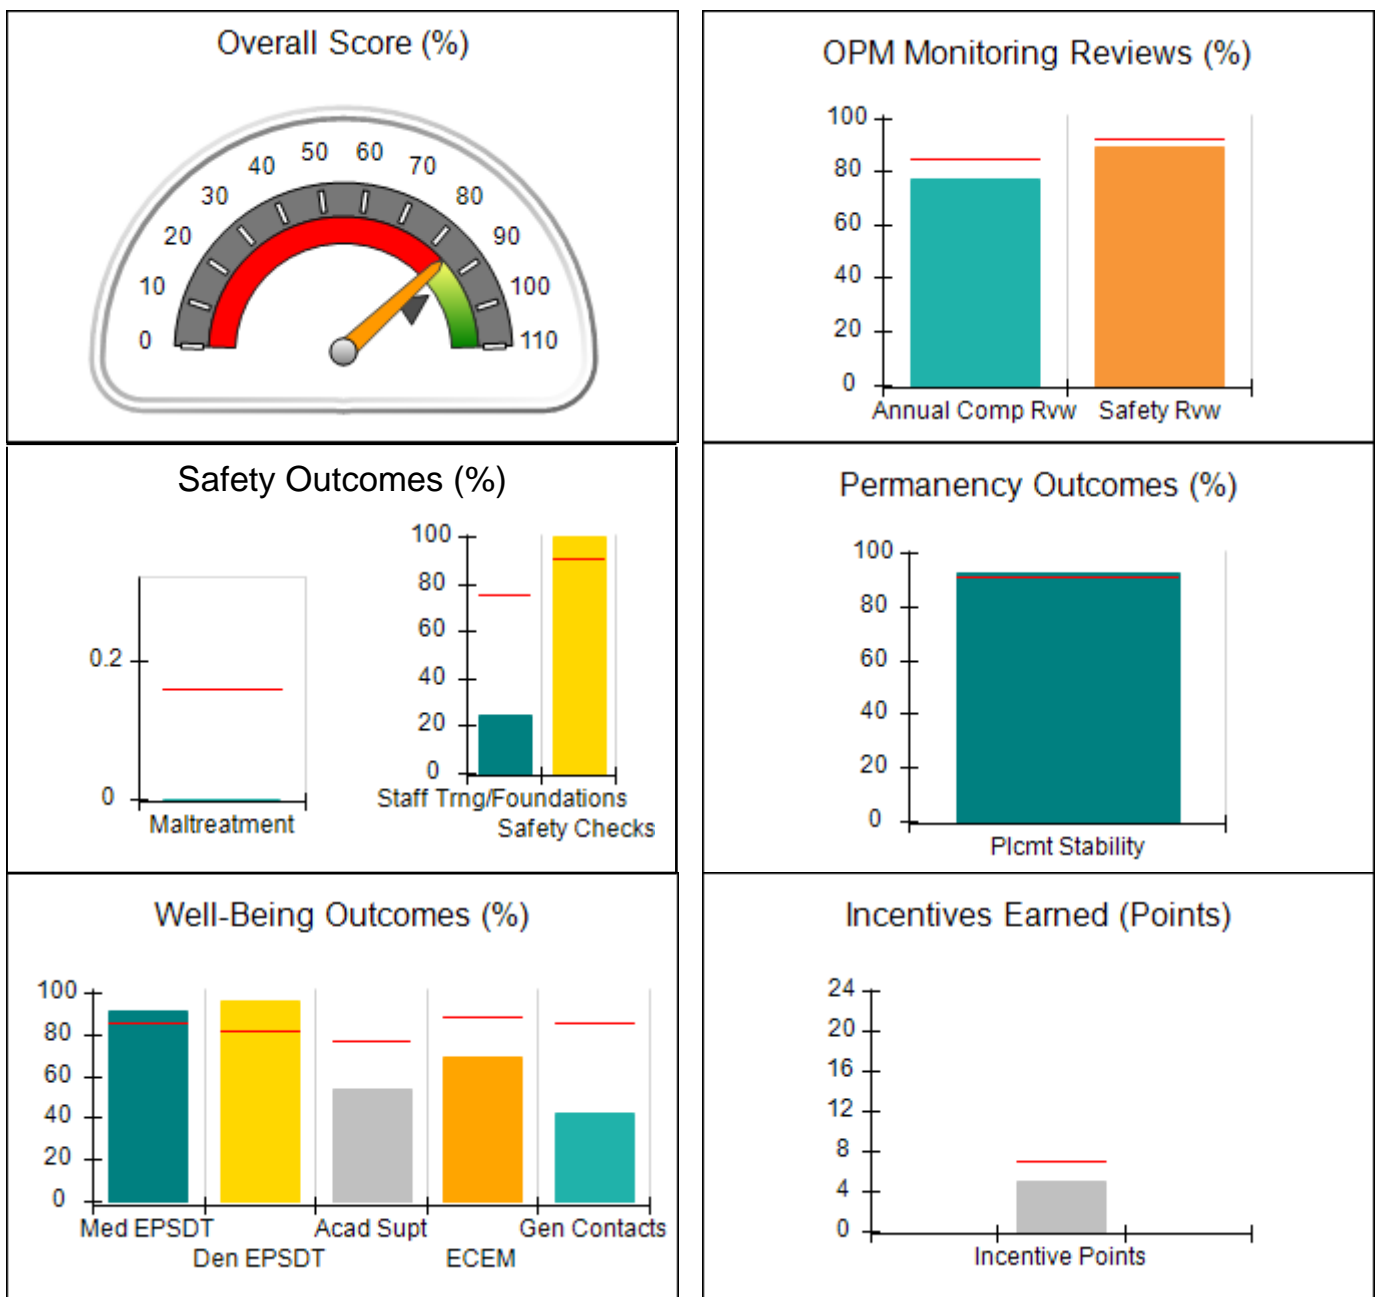 Overall Score (%)
0
10
20
30
40
50
60
70
80
90
100
110
OPM Monitoring Reviews (%)
100
80
60
40
20
0
Annual Comp Rvw
Safety Rvw
Safety Outcomes (%)
0.2
0
Maltreatment
100
80
60
40
20
0
Staff Trng/Foundations
Safety Checks
Permanency Outcomes (%)
100
80
60
40
20
0
Plcmt Stability
Well-Being Outcomes (%)
100
80
60
40
20
0
Med EPSDT
Den EPSDT
Acad Supt
ECEM
Gen Contacts
Incentives Earned (Points)
24
20
16
12
8
4
0
Incentive Points